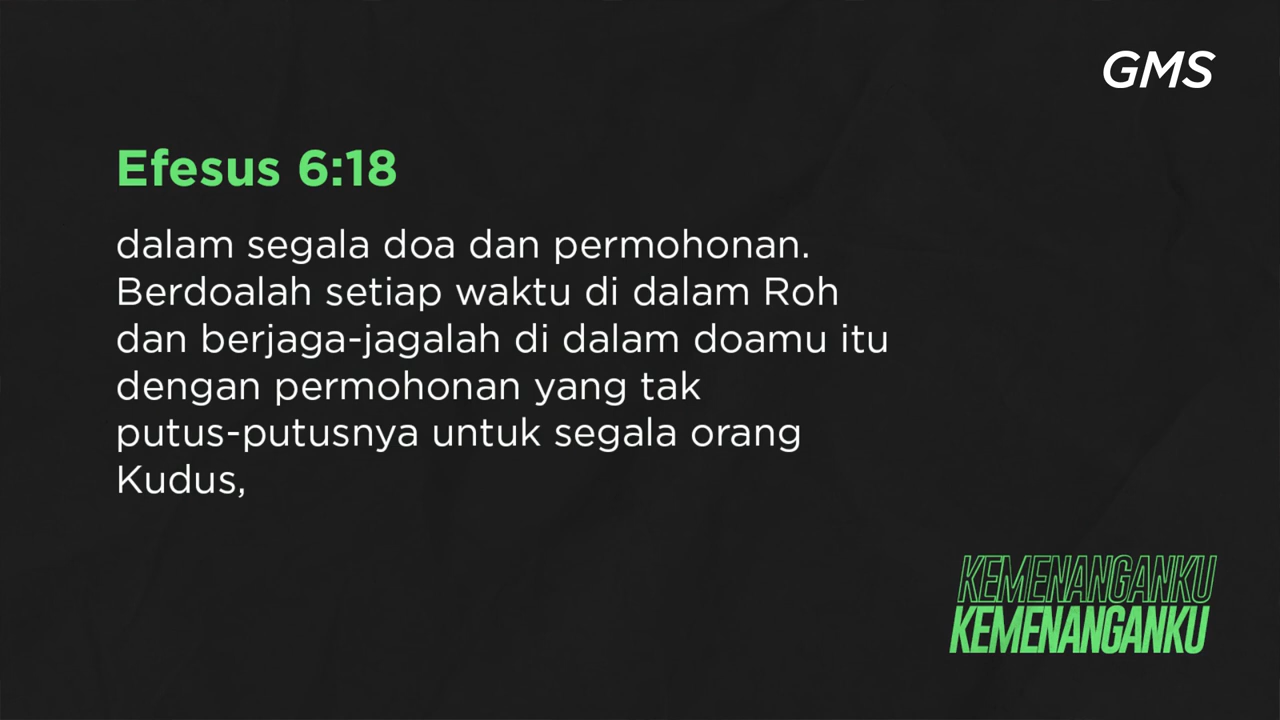 GMS
Efesus 6:18
dalam segala doa dan permohonan.
Berdoalah setiap waktu di dalam Roh
dan berjaga-jagalah di dalam doamu itu
dengan permohonan yang tak
putus-putusnya untuk segala orang
Kudus,
KEMENANGANKU
KEMENANGANKU